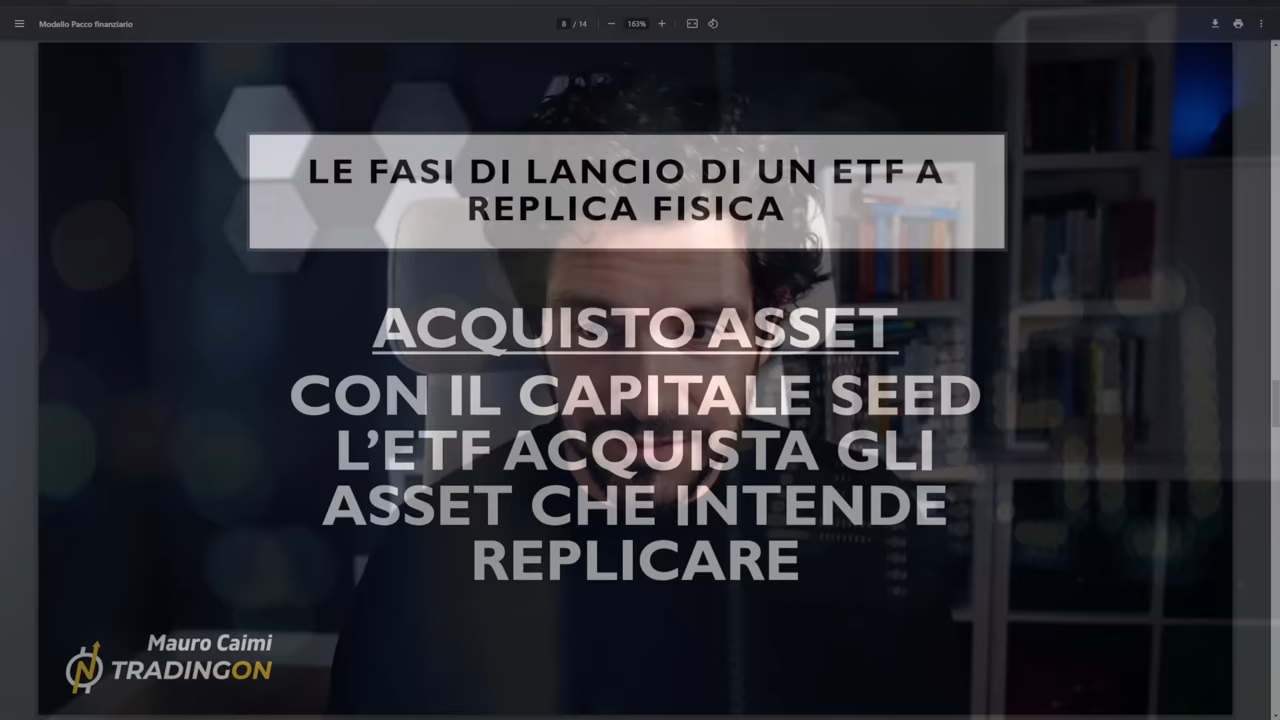 Modello Pacco finanziario
8 / 14
163%
LE FASI DI LANCIO DI UN ETF A
REPLICA FISICA
ACQUISTO ASSET
CON IL CAPITALE SEED
L’ETF ACQUISTA GLI
ASSET CHE INTENDE
REPLICARE
Mauro Caimi
TRADINGON